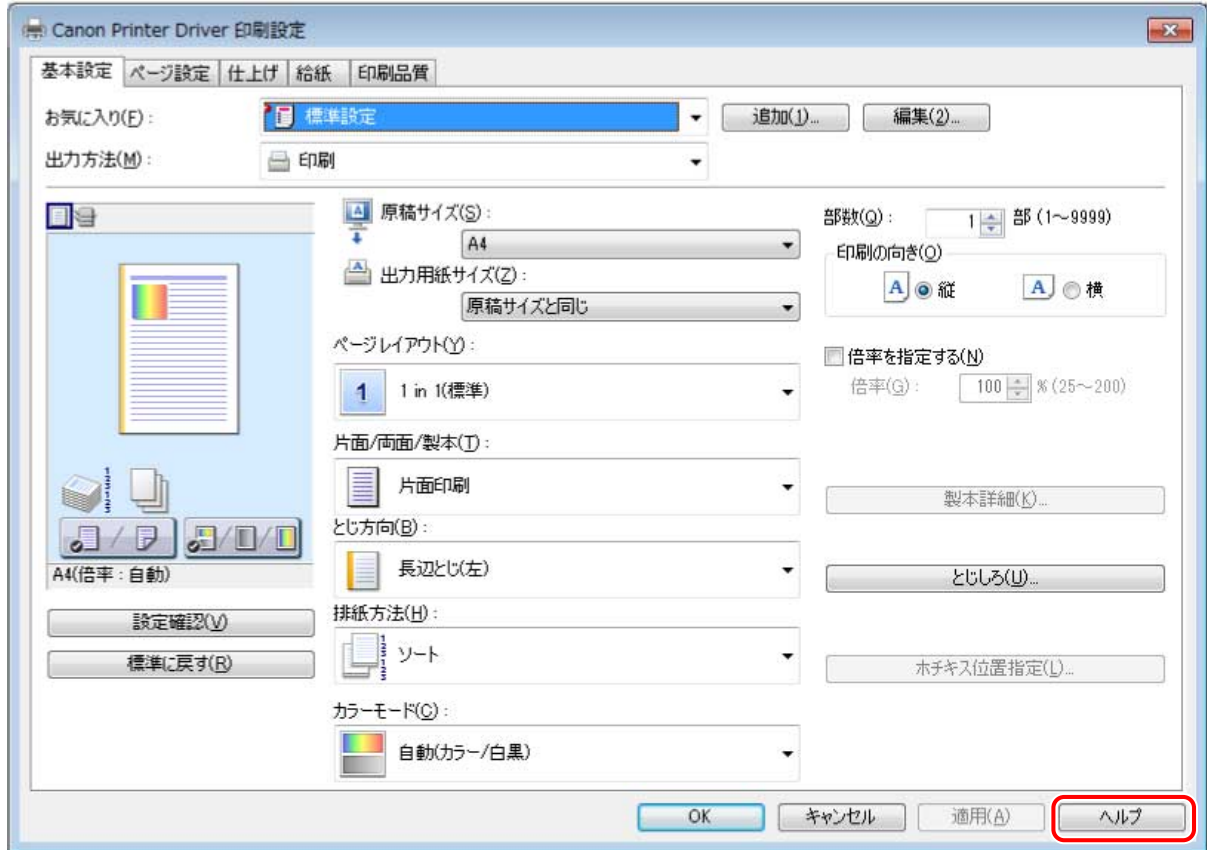 Canon Printer Driver 印刷設定
基本設定 ページ設定 仕上げ 給紙 印刷品質
お気に入り(F): 標準設定 追加(1)... 編集(2)...
出力方法(M): 印刷
原稿サイズ(S):
A4
出力用紙サイズ(Z):
原稿サイズと同じ
ページレイアウト(Y):
1 1 in 1(標準)
片面/両面/製本(T):
片面印刷
とじ方向(B):
長辺とじ(左)
排紙方法(H):
ソート
カラーモード(C):
自動(カラー/白黒)
部数(Q): 1 部 (1~9999)
印刷の向き(O)
A 縦 A 横
倍率を指定する(N)
倍率(G): 100 % (25~200)
製本詳細(K)...
とじしろ(U)...
ホチキス位置指定(L)...
A4(倍率:自動)
設定確認(V)
標準に戻す(R)
OK キャンセル 適用(A) ヘルプ